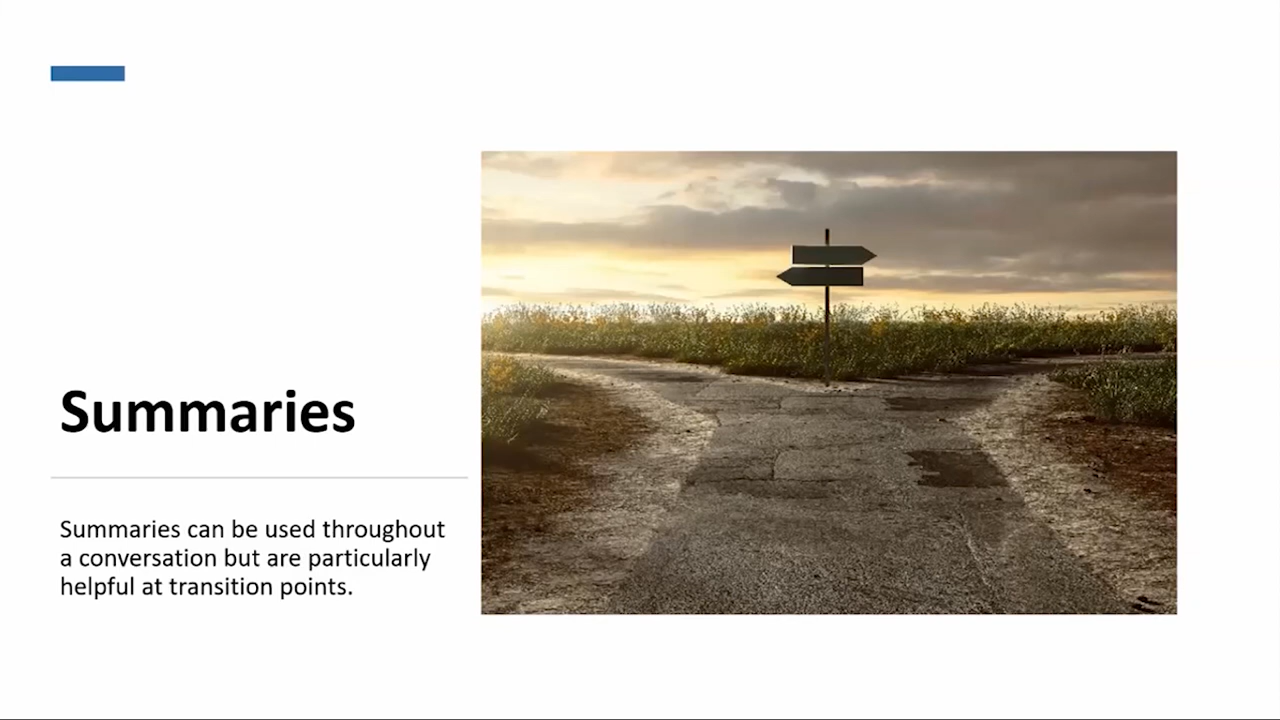 Summaries
Summaries can be used throughout
a conversation but are particularly
helpful at transition points.